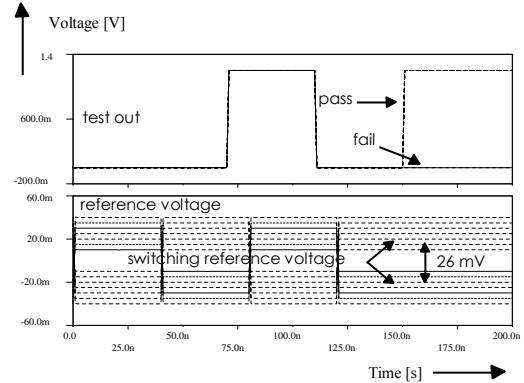 Voltage [V]
1.4
600.0m
-200.0m
test out
pass
fail
60.0m
20.0m
-20.0m
-60.0m
reference voltage
switching reference voltage
26 mV
0.0
25.0n
50.0n
75.0n
100.0n
125.0n
150.0n
175.0n
200.0n
Time [s]